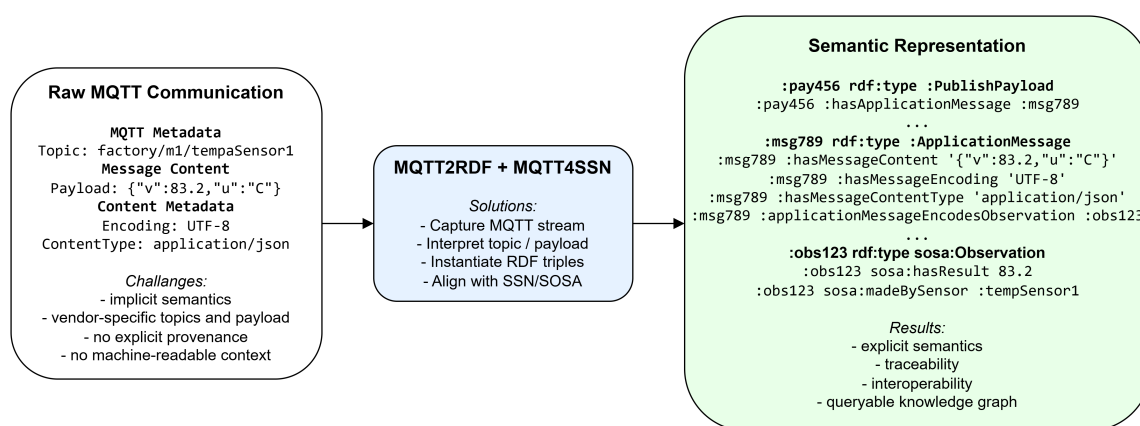 Raw MQTT Communication
MQTT Metadata
Topic: factory/m1/tempaSensor1
Message Content
Payload: {"v":83.2,"u":"C"}
Content Metadata
Encoding: UTF-8
ContentType: application/json
Challanges:
- implicit semantics
- vendor-specific topics and payload
- no explicit provenance
- no machine-readable context
MQTT2RDF + MQTT4SSN
Solutions:
- Capture MQTT stream
- Interpret topic / payload
- Instantiate RDF triples
- Align with SSN/SOSA
Semantic Representation
:pay456 rdf:type :PublishPayload
:pay456 :hasApplicationMessage :msg789
...
:msg789 rdf:type :ApplicationMessage
:msg789 :hasMessageContent '{"v":83.2,"u":"C"}'
:msg789 :hasMessageEncoding 'UTF-8'
:msg789 :hasMessageContentType 'application/json'
:msg789 :applicationMessageEncodesObservation :obs123
...
:obs123 rdf:type sosa:Observation
:obs123 sosa:hasResult 83.2
:obs123 sosa:madeBySensor :tempSensor1
Results:
- explicit semantics
- traceability
- interoperability
- queryable knowledge graph